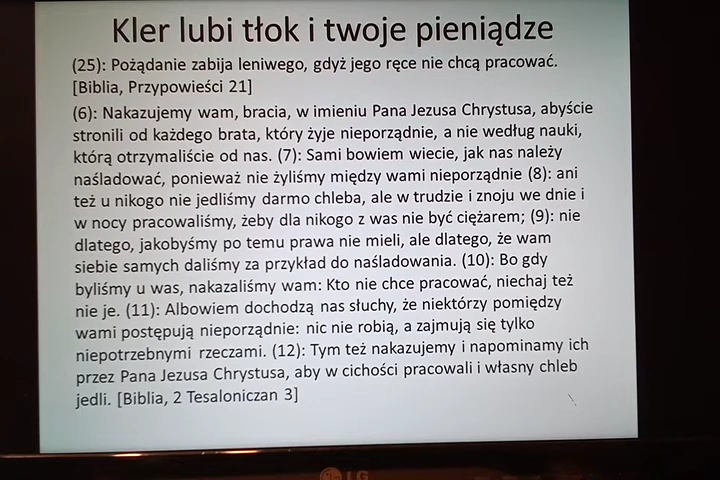 Kler lubi tłok i twoje pieniądze
(25): Pożądanie zabija leniwego, gdyż jego ręce nie chcą pracować.
[Biblia, Przypowieści 21]
(6): Nakazujemy wam, bracia, w imieniu Pana Jezusa Chrystusa, abyście
stronili od każdego brata, który żyje nieporządnie, a nie według nauki,
którą otrzymaliście od nas. (7): Sami bowiem wiecie, jak nas należy
naśladować, ponieważ nie żyliśmy między wami nieporządnie (8): ani
też u nikogo nie jedliśmy darmo chleba, ale w trudzie i znoju we dnie i
w nocy pracowaliśmy, żeby dla nikogo z was nie być ciężarem; (9): nie
dlatego, jakobyśmy po temu prawa nie mieli, ale dlatego, że wam
siebie samych daliśmy za przykład do naśladowania. (10): Bo gdy
byliśmy u was, nakazaliśmy wam: Kto nie chce pracować, niechaj też
nie je. (11): Albowiem dochodzą nas słuchy, że niektórzy pomiędzy
wami postępują nieporządnie: nic nie robią, a zajmują się tylko
niepotrzebnymi rzeczami. (12): Tym też nakazujemy i napominamy ich
przez Pana Jezusa Chrystusa, aby w cichości pracowali i własny chleb
jedli. [Biblia, 2 Tesaloniczan 3]
LG